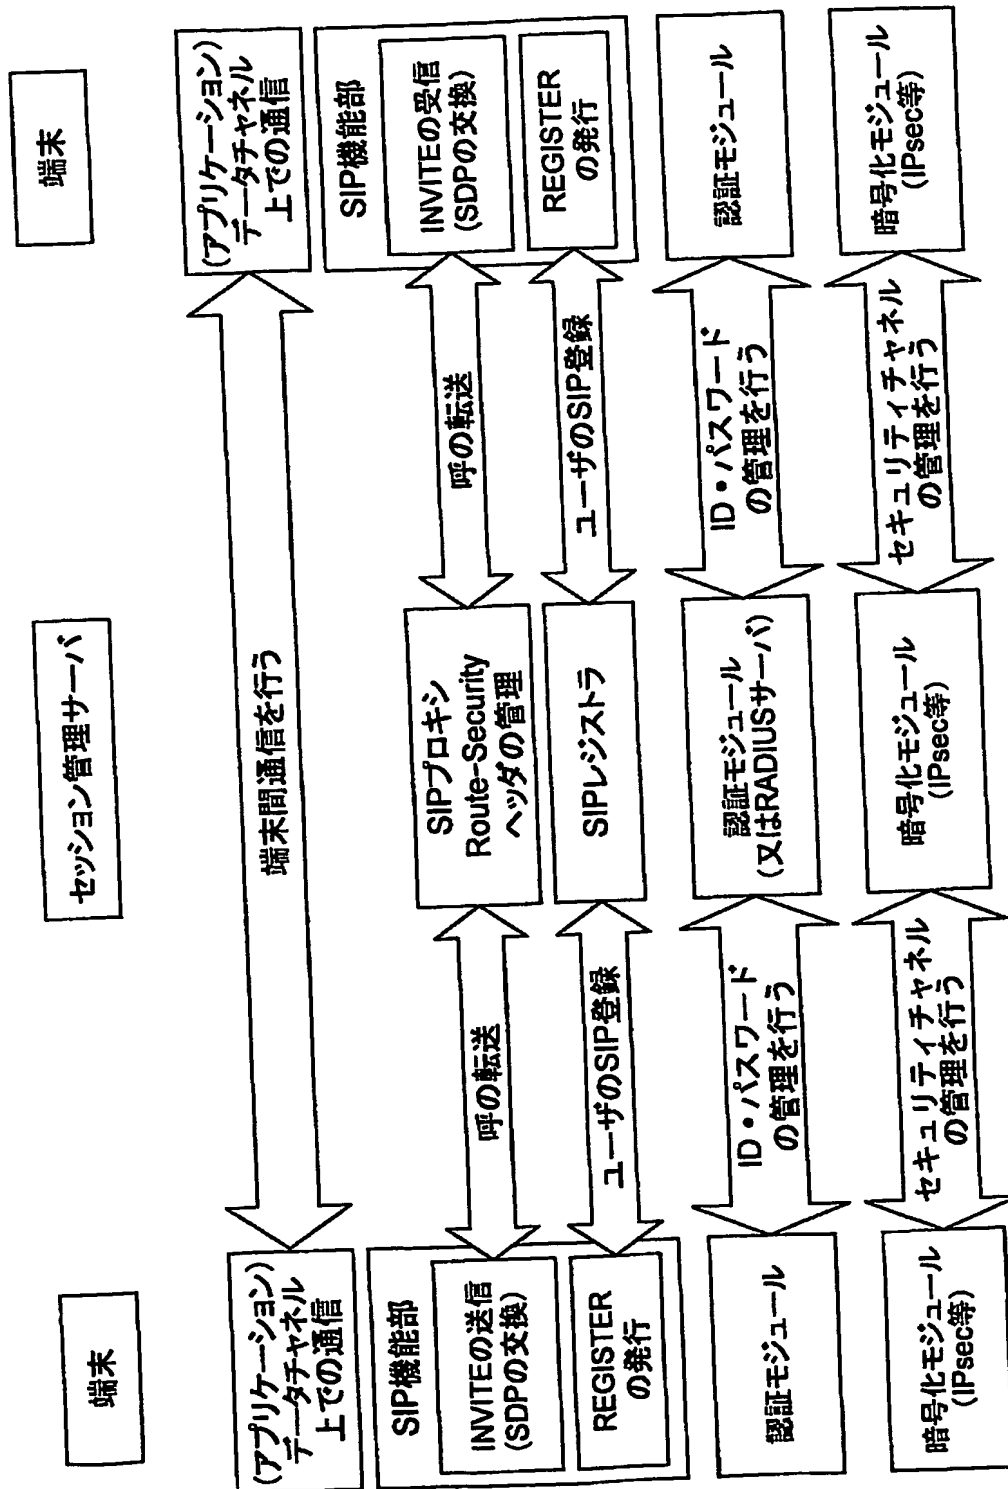 端末
セッション管理サーバ
端末
(アプリケーション)
データチャネル
上での通信
端末間通信を行う
(アプリケーション)
データチャネル
上での通信
SIP機能部
INVITEの送信
(SDPの交換)
呼の転送
SIPプロキシ
Route-Security
ヘッダの管理
呼の転送
SIP機能部
INVITEの受信
(SDPの交換)
REGISTER
の発行
ユーザのSIP登録
SIPレジストラ
ユーザのSIP登録
REGISTER
の発行
認証モジュール
ID・パスワード
の管理を行う
認証モジュール
(又はRADIUSサーバ)
ID・パスワード
の管理を行う
認証モジュール
暗号化モジュール
(IPsec等)
セキュリティチャネル
の管理を行う
暗号化モジュール
(IPsec等)
セキュリティチャネル
の管理を行う
暗号化モジュール
(IPsec等)